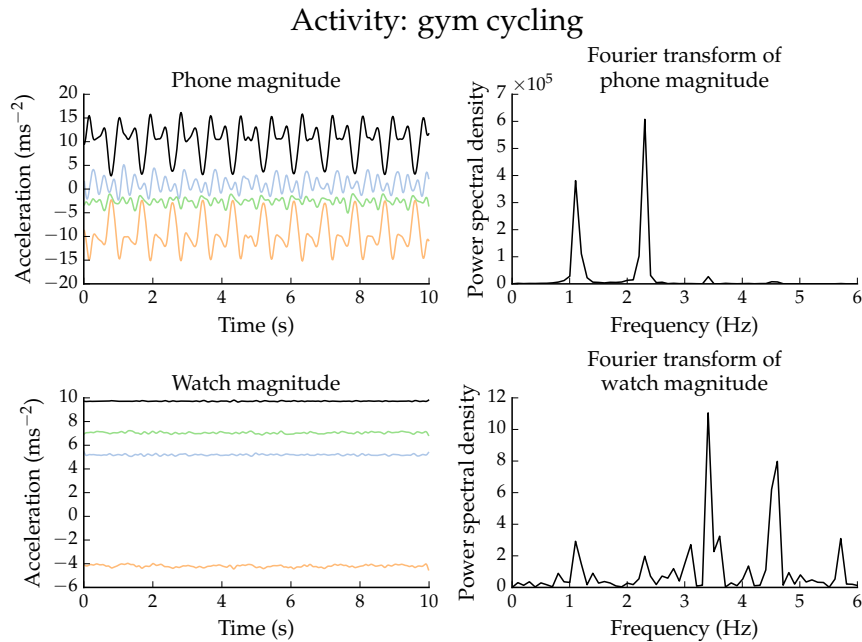 Activity: gym cycling
Phone magnitude
Acceleration (ms⁻²)
20
15
10
5
0
−5
−10
−15
−20
0 2 4 6 8 10
Time (s)
Fourier transform of
phone magnitude
Power spectral density
7 ×10⁵
6
5
4
3
2
1
0
0 1 2 3 4 5 6
Frequency (Hz)
Watch magnitude
Acceleration (ms⁻²)
10
8
6
4
2
0
−2
−4
−6
0 2 4 6 8 10
Time (s)
Fourier transform of
watch magnitude
Power spectral density
12
10
8
6
4
2
0
0 1 2 3 4 5 6
Frequency (Hz)